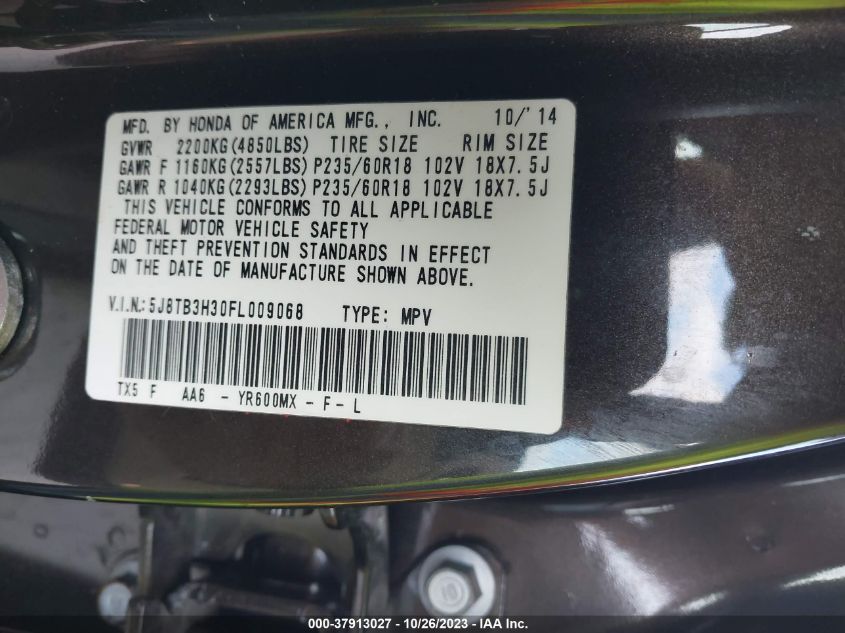 MFD. BY HONDA OF AMERICA MFG., INC. 10/'14
GVWR 2200KG(4850LBS) TIRE SIZE RIM SIZE
GAWR F 1160KG(2557LBS) P235/60R18 102V 18X7.5J
GAWR R 1040KG(2293LBS) P235/60R18 102V 18X7.5J
THIS VEHICLE CONFORMS TO ALL APPLICABLE
FEDERAL MOTOR VEHICLE SAFETY
AND THEFT PREVENTION STANDARDS IN EFFECT
ON THE DATE OF MANUFACTURE SHOWN ABOVE.
V.I.N.: 5J8TB3H30FL009068 TYPE: MPV
TX5 F AA6 - YR600MX - F - L
000-37913027 - 10/26/2023 - IAA Inc.